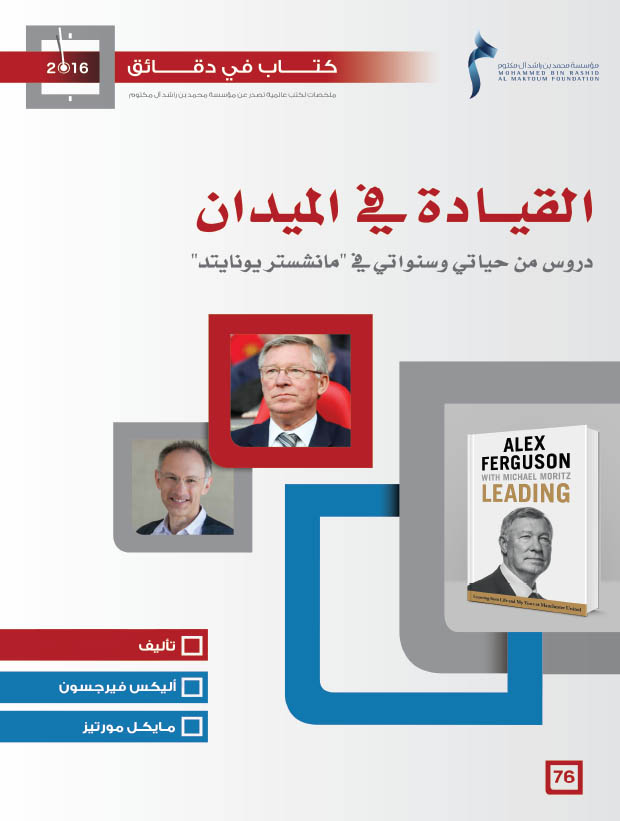 كتـــاب في دقـــائق
2016
ملخصات لكتب عالمية تصدر عن مؤسسة محمد بن راشد آل مكتوم
مؤسسة محمد بن راشد آل مكتوم
MOHAMMED BIN RASHID
AL MAKTOUM FOUNDATION
القيـادة في الميدان
دروس من حياتي وسنواتي في "مانشستر يونايتد"
ALEX
FERGUSON
WITH MICHAEL MORITZ
LEADING
Learning from Life and My Years at Manchester United
تأليف
أليكس فيرجسون
مايكل مورتيز
76